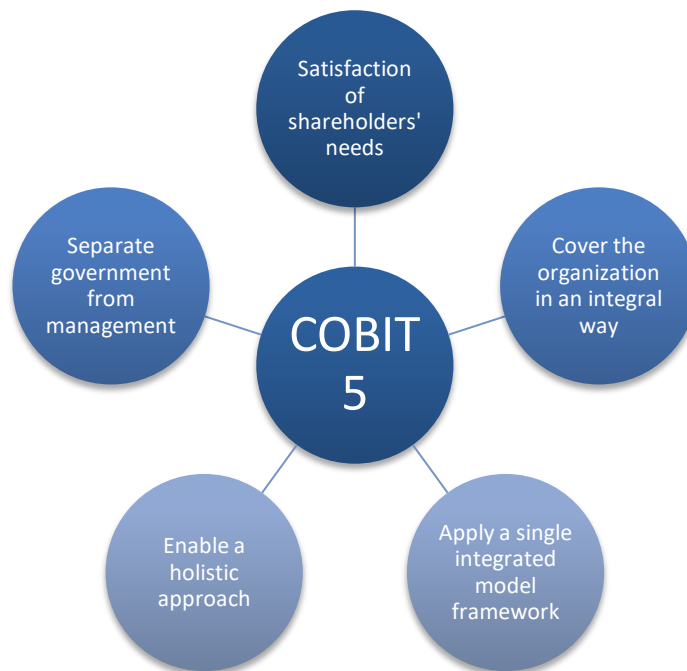 Satisfaction
of
shareholders'
needs
Separate
government
from
management
Cover the
organization
in an integral
way
COBIT
5
Enable a
holistic
approach
Apply a single
integrated
model
framework